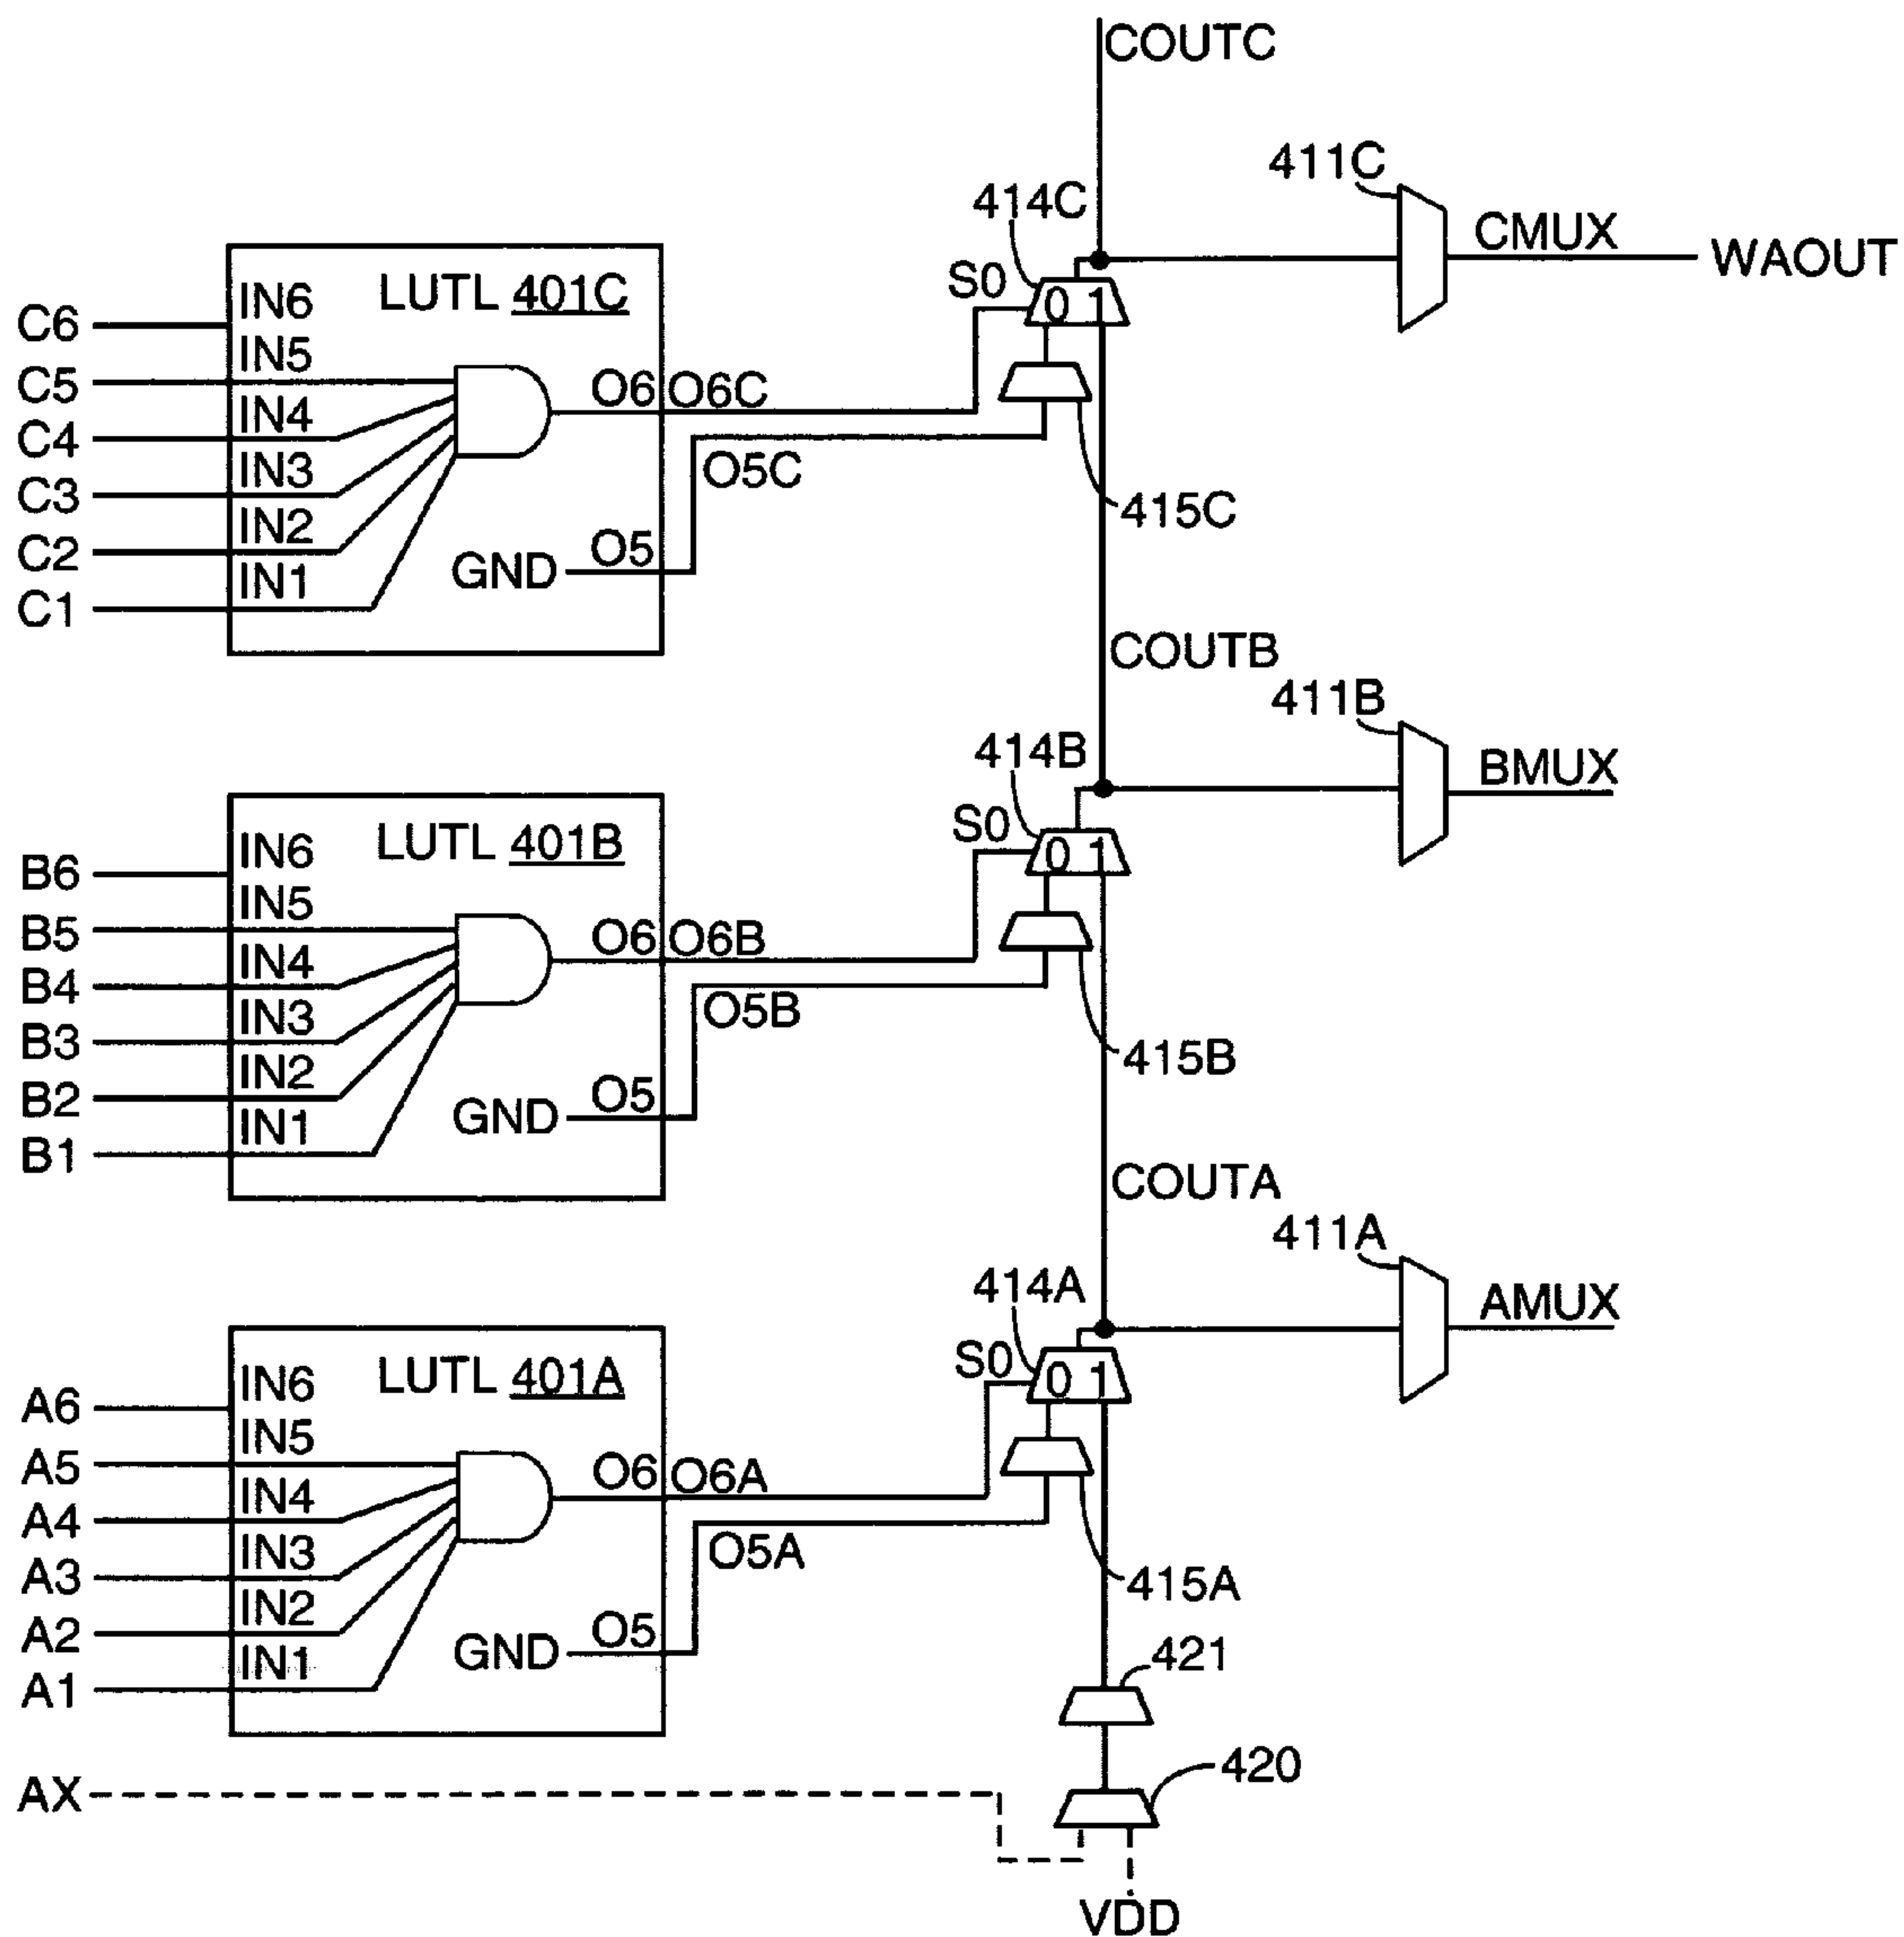 COUTC
411C
414C
CMUX
WAOUT
S0
0 1
LUTL 401C
IN6
C6
IN5
C5
O6
O6C
IN4
C4
IN3
C3
O5C
IN2
C2
415C
O5
GND
IN1
C1
COUTB
411B
414B
BMUX
S0
0 1
LUTL 401B
IN6
B6
IN5
B5
O6
O6B
IN4
B4
IN3
O5B
B3
IN2
415B
B2
O5
GND
IN1
B1
COUTA
411A
414A
AMUX
S0
0 1
LUTL 401A
IN6
A6
IN5
A5
O6
O6A
IN4
A4
IN3
O5A
A3
415A
IN2
A2
O5
GND
IN1
421
A1
420
AX
VDD